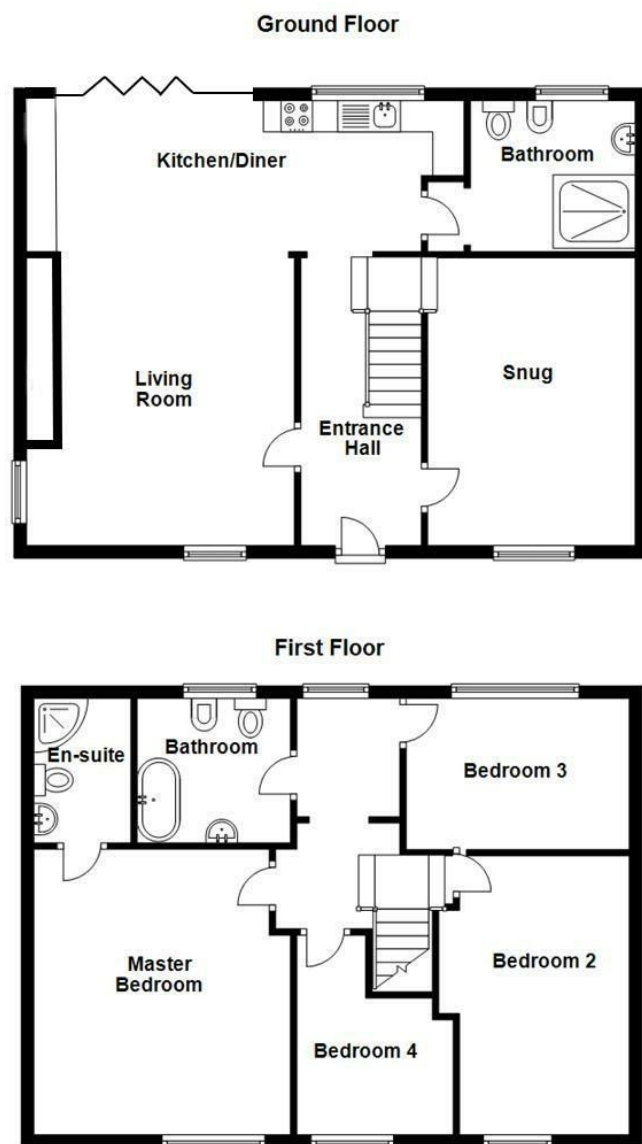 Ground Floor
Kitchen/Diner
Bathroom
Living
Room
Entrance
Hall
Snug
First Floor
En-suite
Bathroom
Bedroom 3
Master
Bedroom
Bedroom 2
Bedroom 4